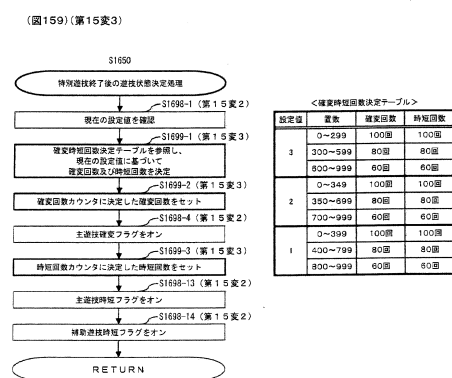 (図159)(第15変3)
S1650
特別遊技終了後の遊技状態決定処理
S1698-1(第15変2)
現在の設定値を確認
S1699-1(第15変3)
確変時短回数決定テーブルを参照し、
現在の設定値に基づいて
確変回数及び時短回数を決定
S1699-2(第15変3)
確変回数カウンタに決定した確変回数をセット
S1698-4(第15変2)
主遊技確変フラグをオン
S1699-3(第15変3)
時短回数カウンタに決定した時短回数をセット
S1698-13(第15変2)
主遊技時短フラグをオン
S1698-14(第15変2)
補助遊技時短フラグをオン
RETURN
<確変時短回数決定テーブル>
設定値 置数 確変回数 時短回数
3 0~299 100回 100回
300~599 80回 80回
600~999 60回 60回
2 0~349 100回 100回
350~699 80回 80回
700~999 60回 60回
1 0~399 100回 100回
400~799 80回 80回
800~999 60回 60回